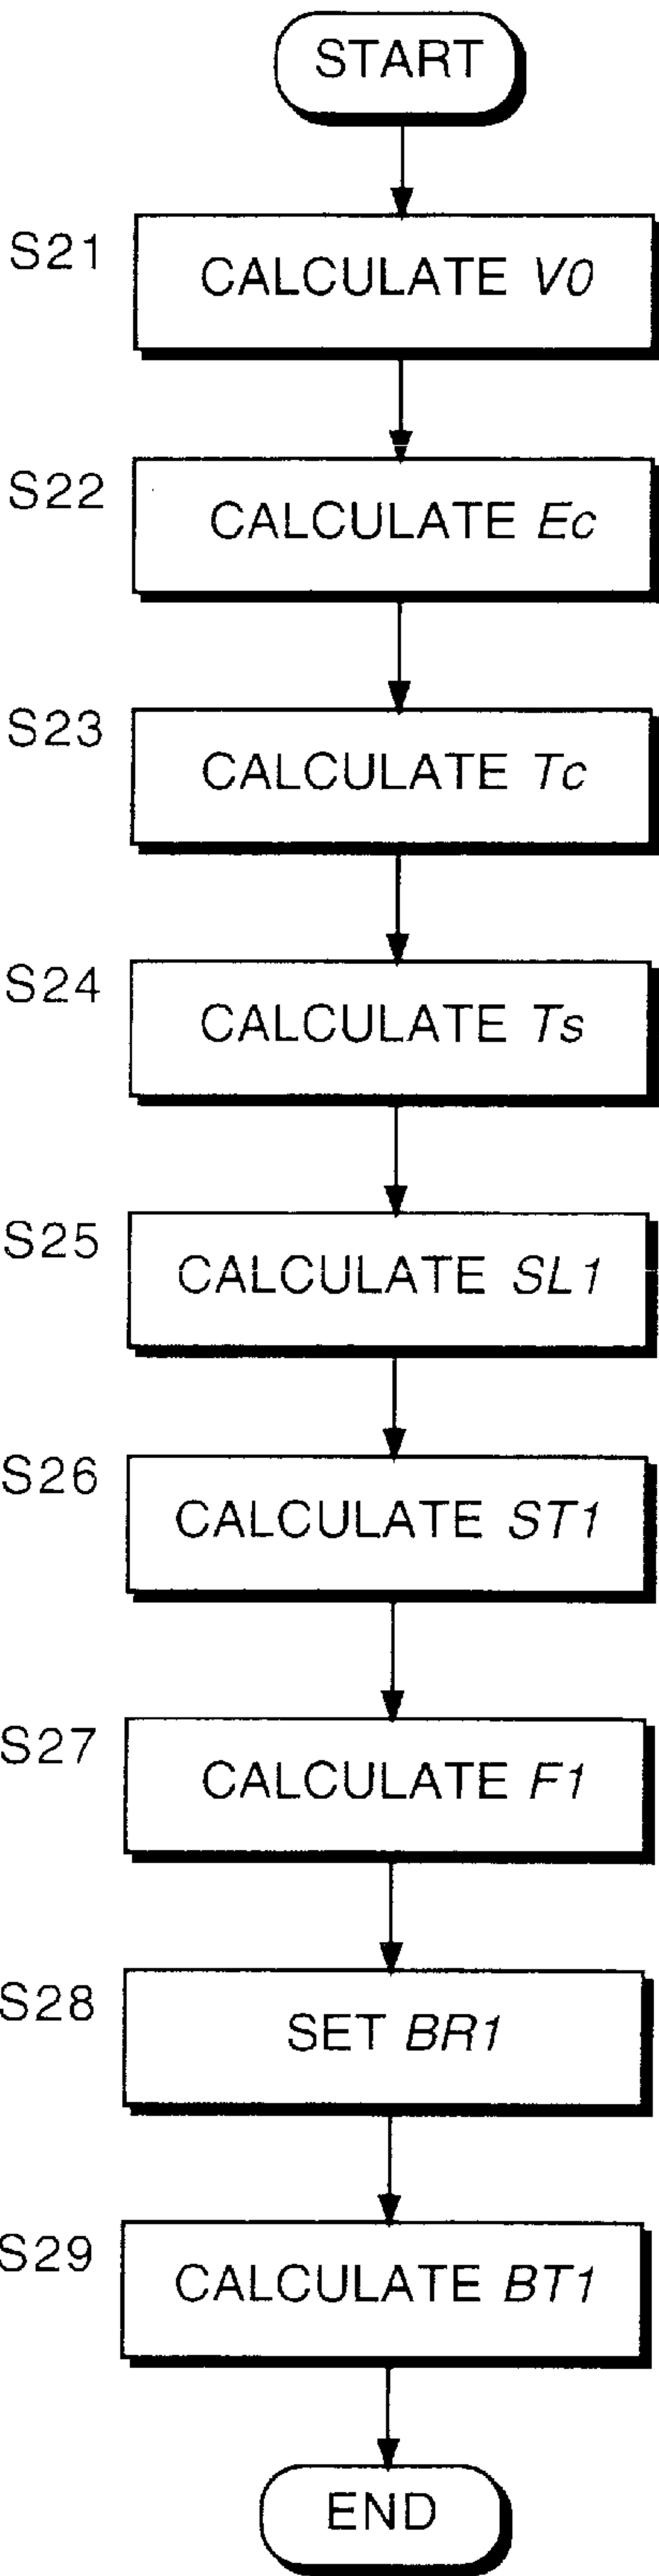 START
S21
CALCULATE V0
S22
CALCULATE Ec
S23
CALCULATE Tc
S24
CALCULATE Ts
S25
CALCULATE SL1
S26
CALCULATE ST1
S27
CALCULATE F1
S28
SET BR1
S29
CALCULATE BT1
END